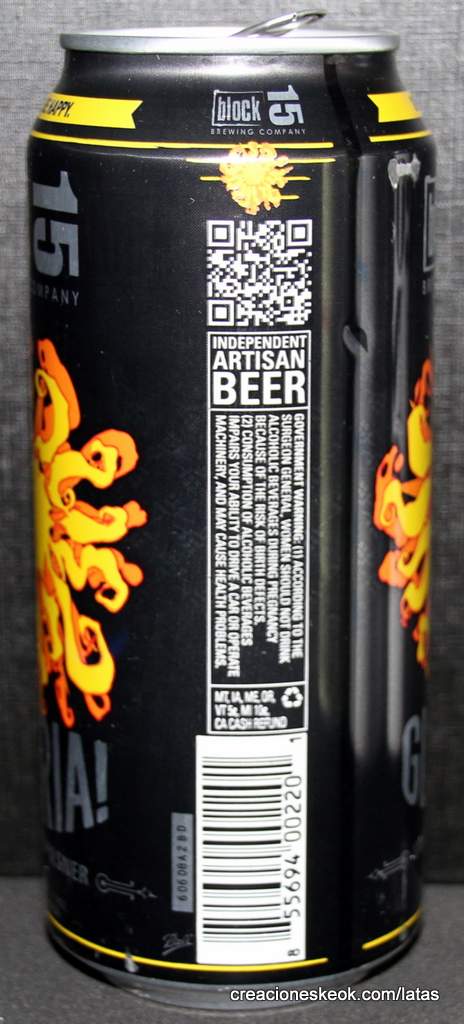 E HAPPY.
block 15
BREWING COMPANY
15
OMPANY
INDEPENDENT
ARTISAN
BEER
GOVERNMENT WARNING: (1) ACCORDING TO THE
SURGEON GENERAL, WOMEN SHOULD NOT DRINK
ALCOHOLIC BEVERAGES DURING PREGNANCY
BECAUSE OF THE RISK OF BIRTH DEFECTS.
(2) CONSUMPTION OF ALCOHOLIC BEVERAGES
IMPAIRS YOUR ABILITY TO DRIVE A CAR OR OPERATE
MACHINERY, AND MAY CAUSE HEALTH PROBLEMS.
MT, IA, ME, OR,
VT 5¢, MI 10¢,
CA CASH REFUND
RIA!
G
LSNER
60608A2BD
Ball
8 55694 00220 1
creacioneskeok.com/latas